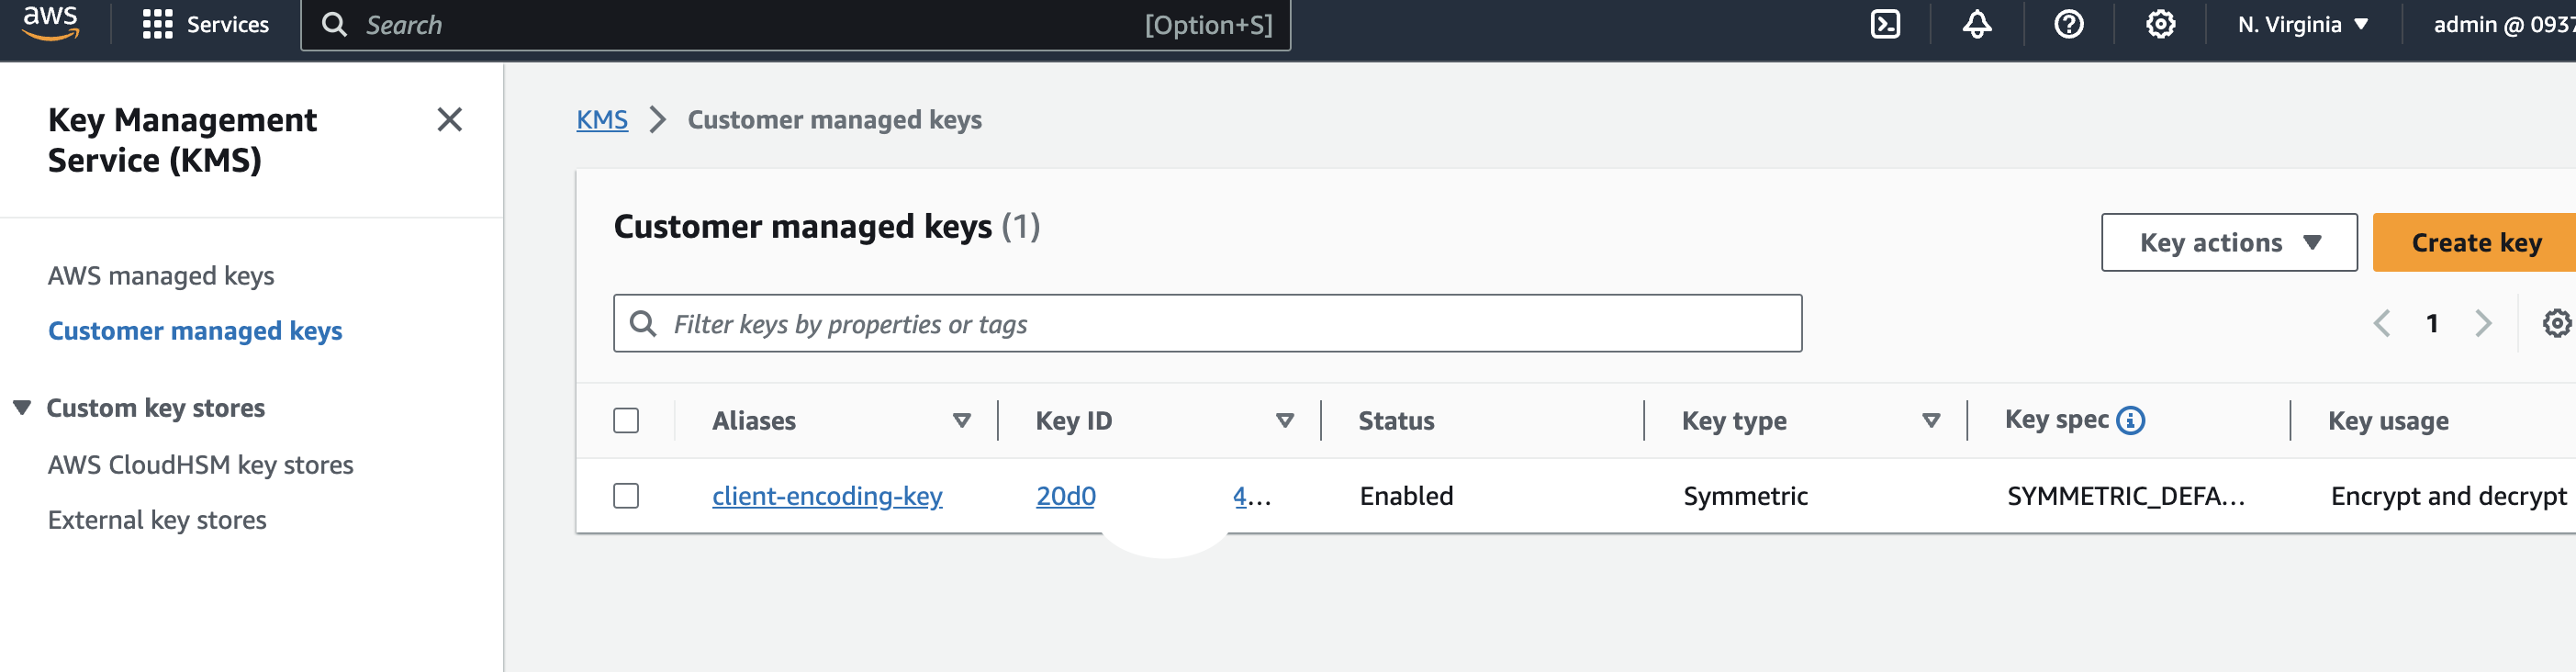 aws
Services
Search [Option+S]
N. Virginia
admin @ 093
Key Management
Service (KMS)
AWS managed keys
Customer managed keys
Custom key stores
AWS CloudHSM key stores
External key stores
KMS > Customer managed keys
Customer managed keys (1)
Key actions
Create key
Filter keys by properties or tags
1
Aliases Key ID Status Key type Key spec Key usage
client-encoding-key 20d0 4... Enabled Symmetric SYMMETRIC_DEFA... Encrypt and decrypt